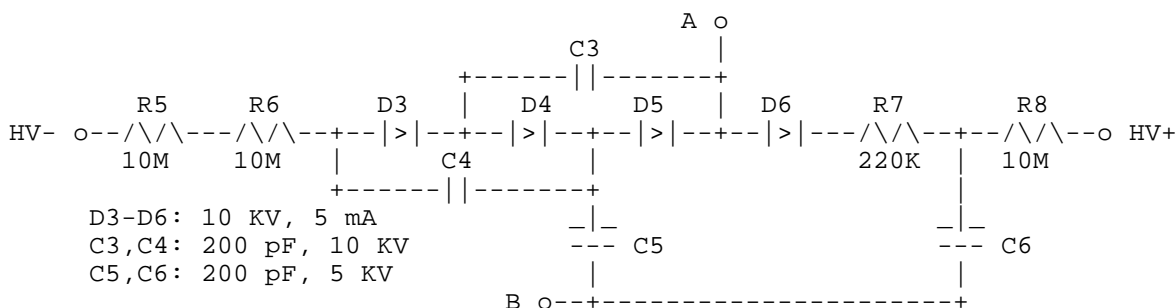 A o
C3 |
+------||-------+
R5 R6 D3 | D4 D5 | D6 R7 R8
HV- o--/\/\---/\/\--+--|>|--+--|>|--+--|>|--+--|>|---/\/\--+--/\/\--o HV+
10M 10M | C4 | 220K | 10M
+------||-------+ |
D3-D6: 10 KV, 5 mA _|_ _|_
C3,C4: 200 pF, 10 KV --- C5 --- C6
C5,C6: 200 pF, 5 KV | |
B o--+-----------------------+